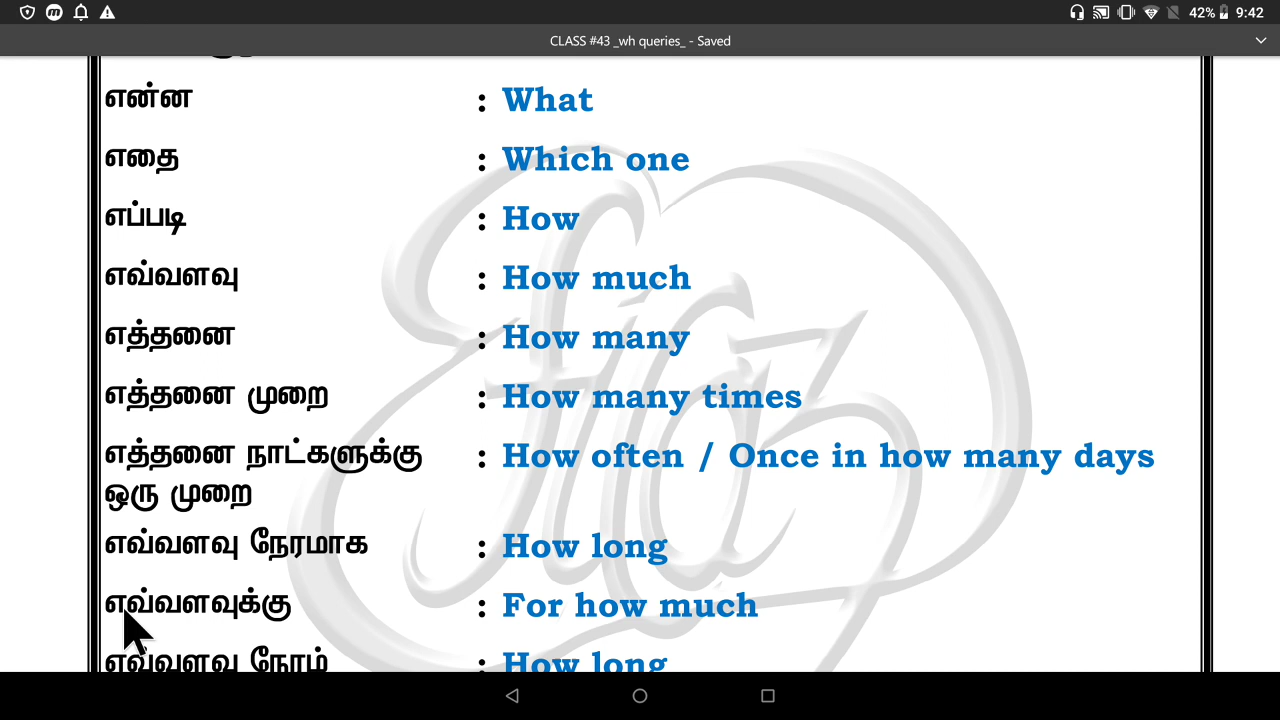 42% 9:42
CLASS #43 _wh queries_ - Saved
என்ன : What
எதை : Which one
எப்படி : How
எவ்வளவு : How much
எத்தனை : How many
எத்தனை முறை : How many times
எத்தனை நாட்களுக்கு : How often / Once in how many days
ஒரு முறை
எவ்வளவு நேரமாக : How long
எவ்வளவுக்கு : For how much
எவ்வளவு நேரம் : How long